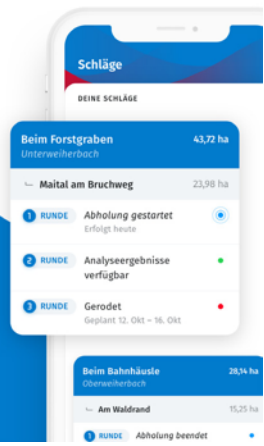 Schläge
DEINE SCHLÄGE
Beim Forstgraben 43,72 ha
Unterweiherbach
Maital am Bruchweg 23,98 ha
1 RUNDE Abholung gestartet
Erfolgt heute
2 RUNDE Analyseergebnisse
verfügbar
3 RUNDE Gerodet
Geplant 12. Okt – 16. Okt
Beim Bahnhäusle 28,14 ha
Oberweiherbach
Am Waldrand 15,25 ha
1 RUNDE Abholung beendet